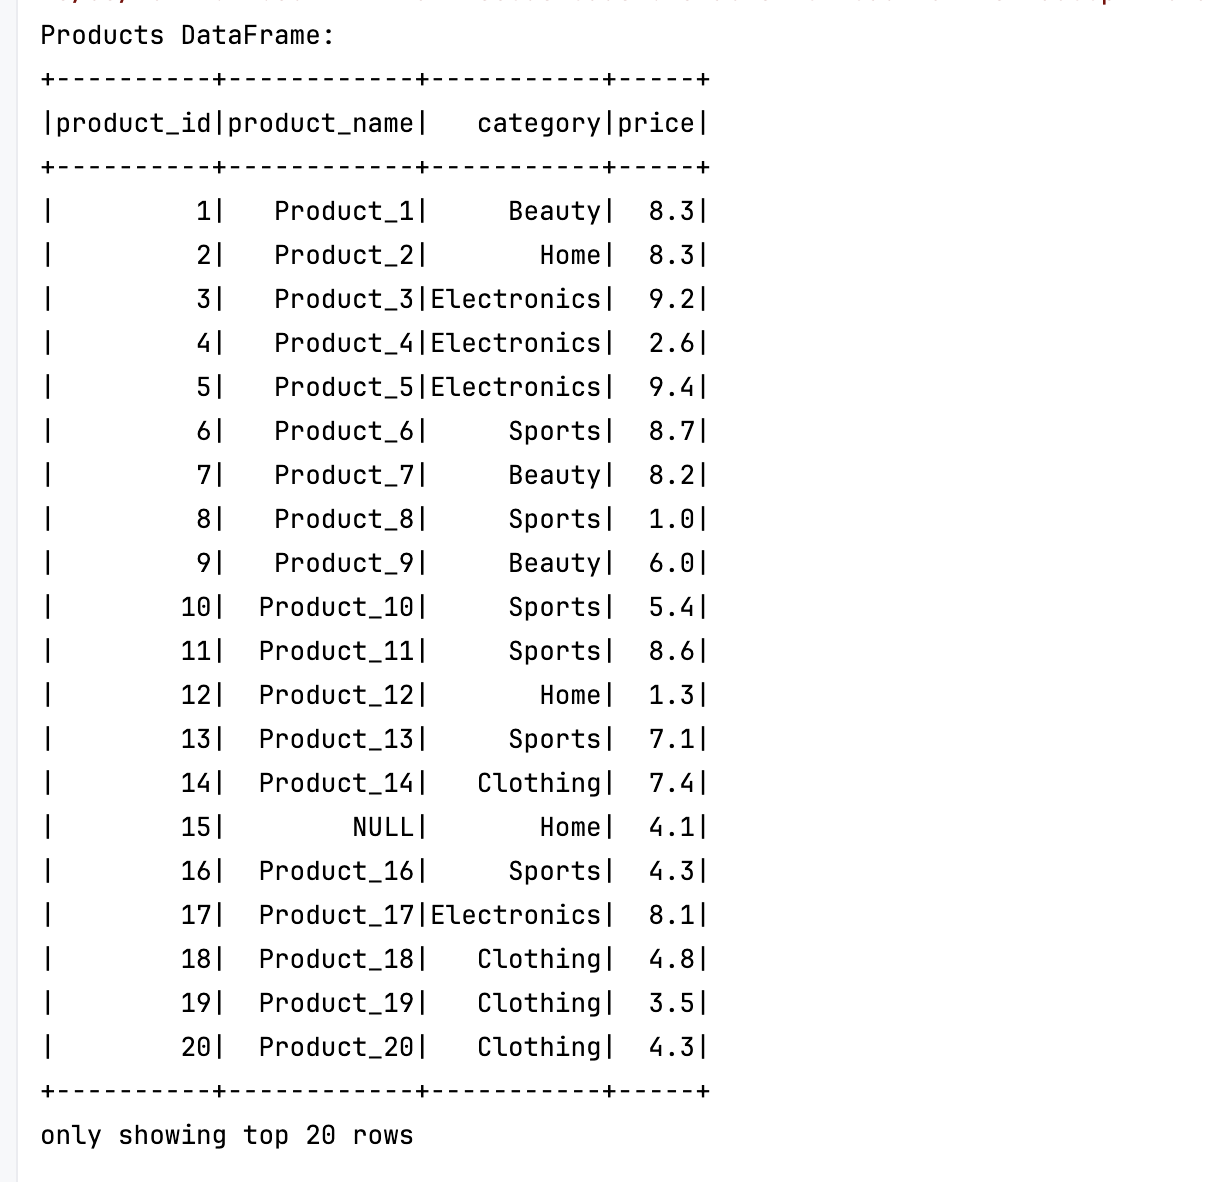 Products DataFrame:
+----------+------------+-----------+-----+
|product_id|product_name|   category|price|
+----------+------------+-----------+-----+
|         1|   Product_1|     Beauty|  8.3|
|         2|   Product_2|       Home|  8.3|
|         3|   Product_3|Electronics|  9.2|
|         4|   Product_4|Electronics|  2.6|
|         5|   Product_5|Electronics|  9.4|
|         6|   Product_6|     Sports|  8.7|
|         7|   Product_7|     Beauty|  8.2|
|         8|   Product_8|     Sports|  1.0|
|         9|   Product_9|     Beauty|  6.0|
|        10|  Product_10|     Sports|  5.4|
|        11|  Product_11|     Sports|  8.6|
|        12|  Product_12|       Home|  1.3|
|        13|  Product_13|     Sports|  7.1|
|        14|  Product_14|   Clothing|  7.4|
|        15|        NULL|       Home|  4.1|
|        16|  Product_16|     Sports|  4.3|
|        17|  Product_17|Electronics|  8.1|
|        18|  Product_18|   Clothing|  4.8|
|        19|  Product_19|   Clothing|  3.5|
|        20|  Product_20|   Clothing|  4.3|
+----------+------------+-----------+-----+
only showing top 20 rows